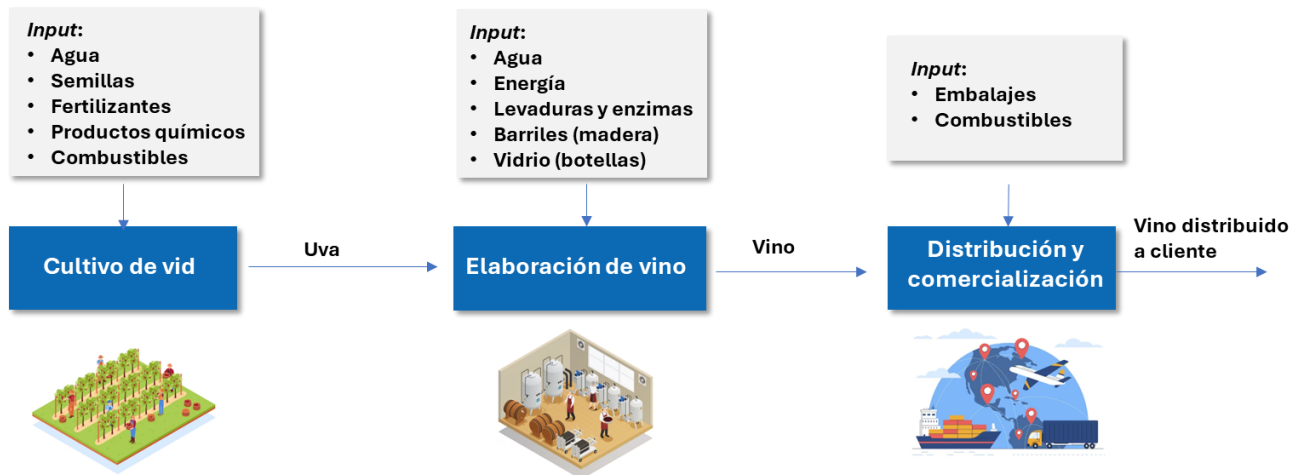 Input:
• Agua
• Semillas
• Fertilizantes
• Productos químicos
• Combustibles
Input:
• Agua
• Energía
• Levaduras y enzimas
• Barriles (madera)
• Vidrio (botellas)
Input:
• Embalajes
• Combustibles
Cultivo de vid
Uva
Elaboración de vino
Vino
Distribución y
comercialización
Vino distribuido
a cliente